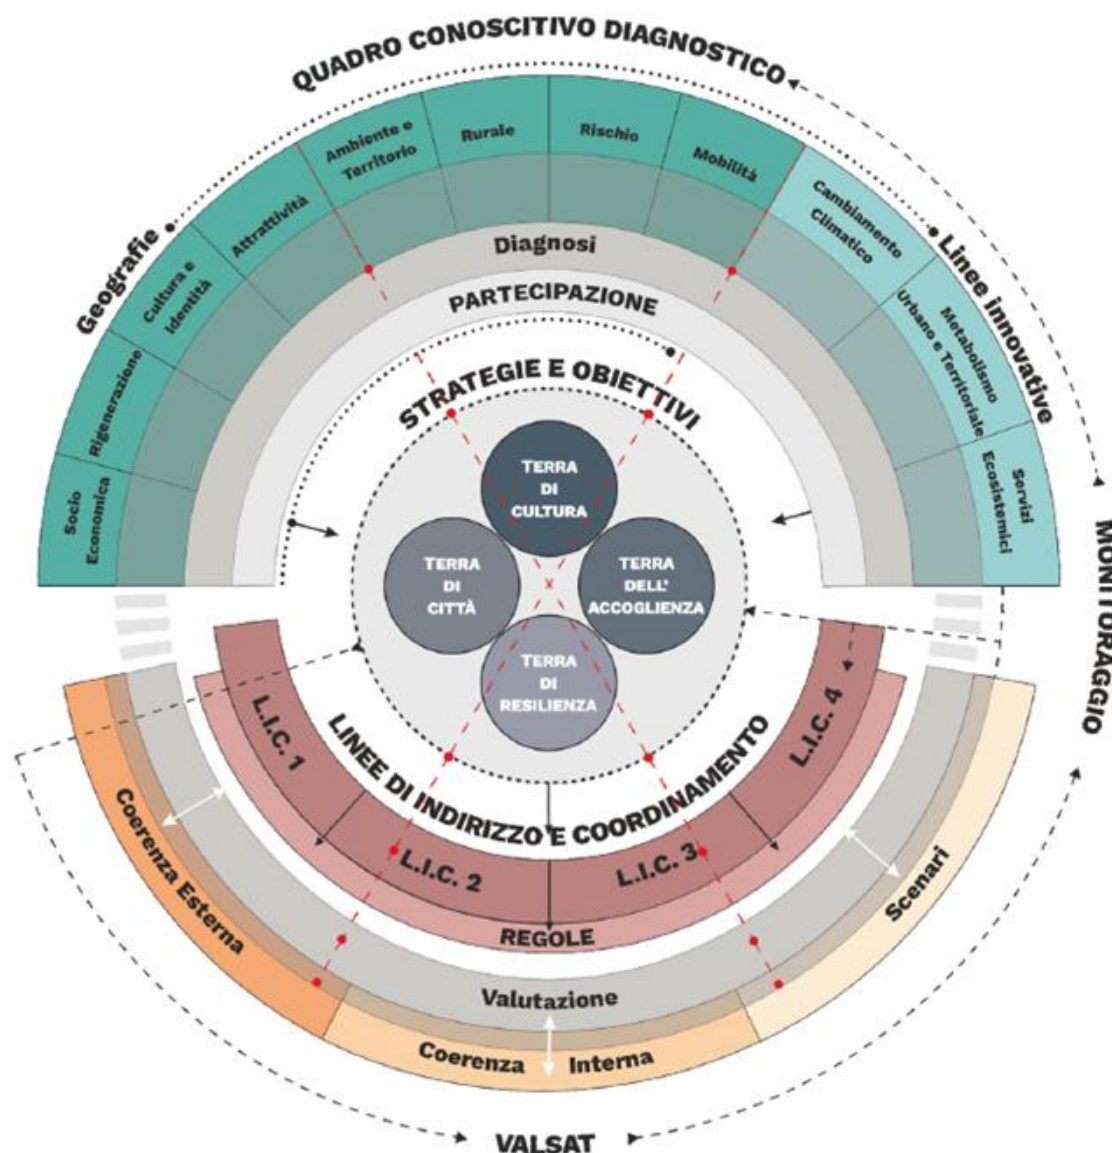 QUADRO CONOSCITIVO DIAGNOSTICO
Geografie
Linee innovative
Socio
Economica
Rigenerazione
Cultura e
Identità
Attrattività
Ambiente e
Territorio
Rurale
Rischio
Mobilità
Cambiamento
Climatico
Metabolismo
Urbano e Territoriale
Servizi
Ecosistemici
Diagnosi
PARTECIPAZIONE
STRATEGIE E OBIETTIVI
TERRA
DI
CULTURA
TERRA
DI
CITTÀ
TERRA
DELL'
ACCOGLIENZA
TERRA
DI
RESILIENZA
MONITORAGGIO
LINEE DI INDIRIZZO E COORDINAMENTO
L.I.C. 1
L.I.C. 2
L.I.C. 3
L.I.C. 4
REGOLE
Valutazione
Coerenza Esterna
Coerenza Interna
Scenari
VALSAT